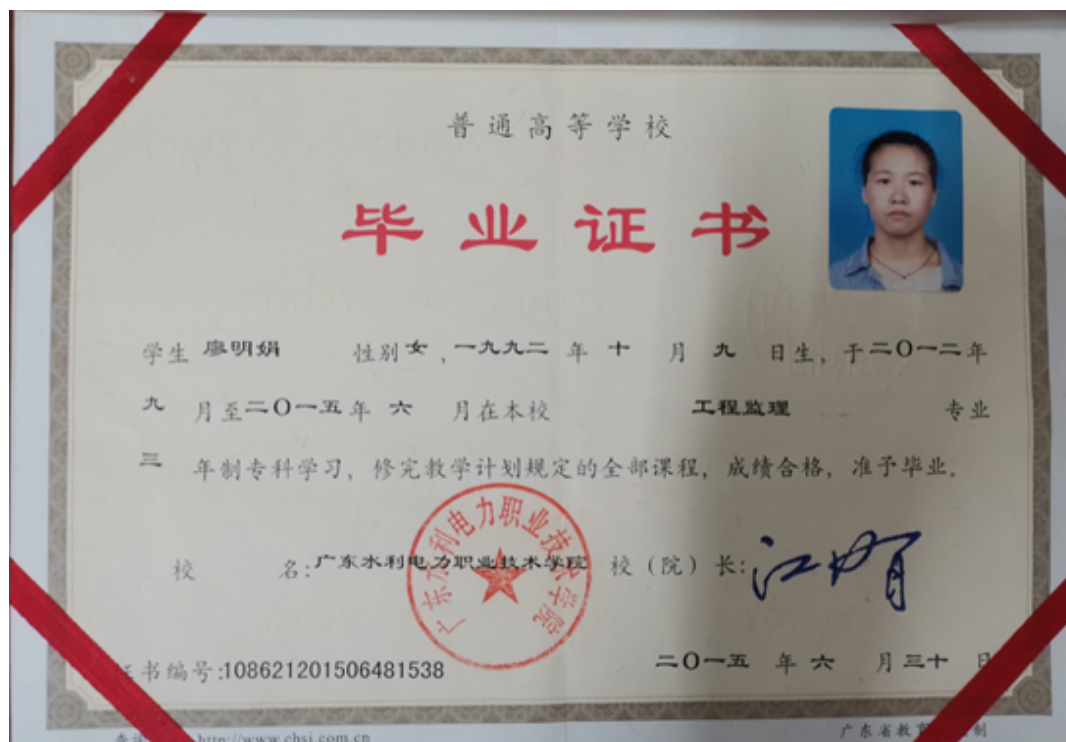 普通高等学校
毕业证书
学生 廖明娟 性别 女 , 一九九二 年 十 月 九 日生, 于 二〇一二 年
九 月至 二〇一五 年 六 月在本校 工程监理 专业
三 年制专科学习, 修完教学计划规定的全部课程, 成绩合格, 准予毕业.
广东水利电力职业技术学院
校 名: 广东水利电力职业技术学院 校（院）长:
证书编号:108621201506481538 二〇一五 年 六 月 三十 日
http://www.chsi.com.cn 广东省教育 制